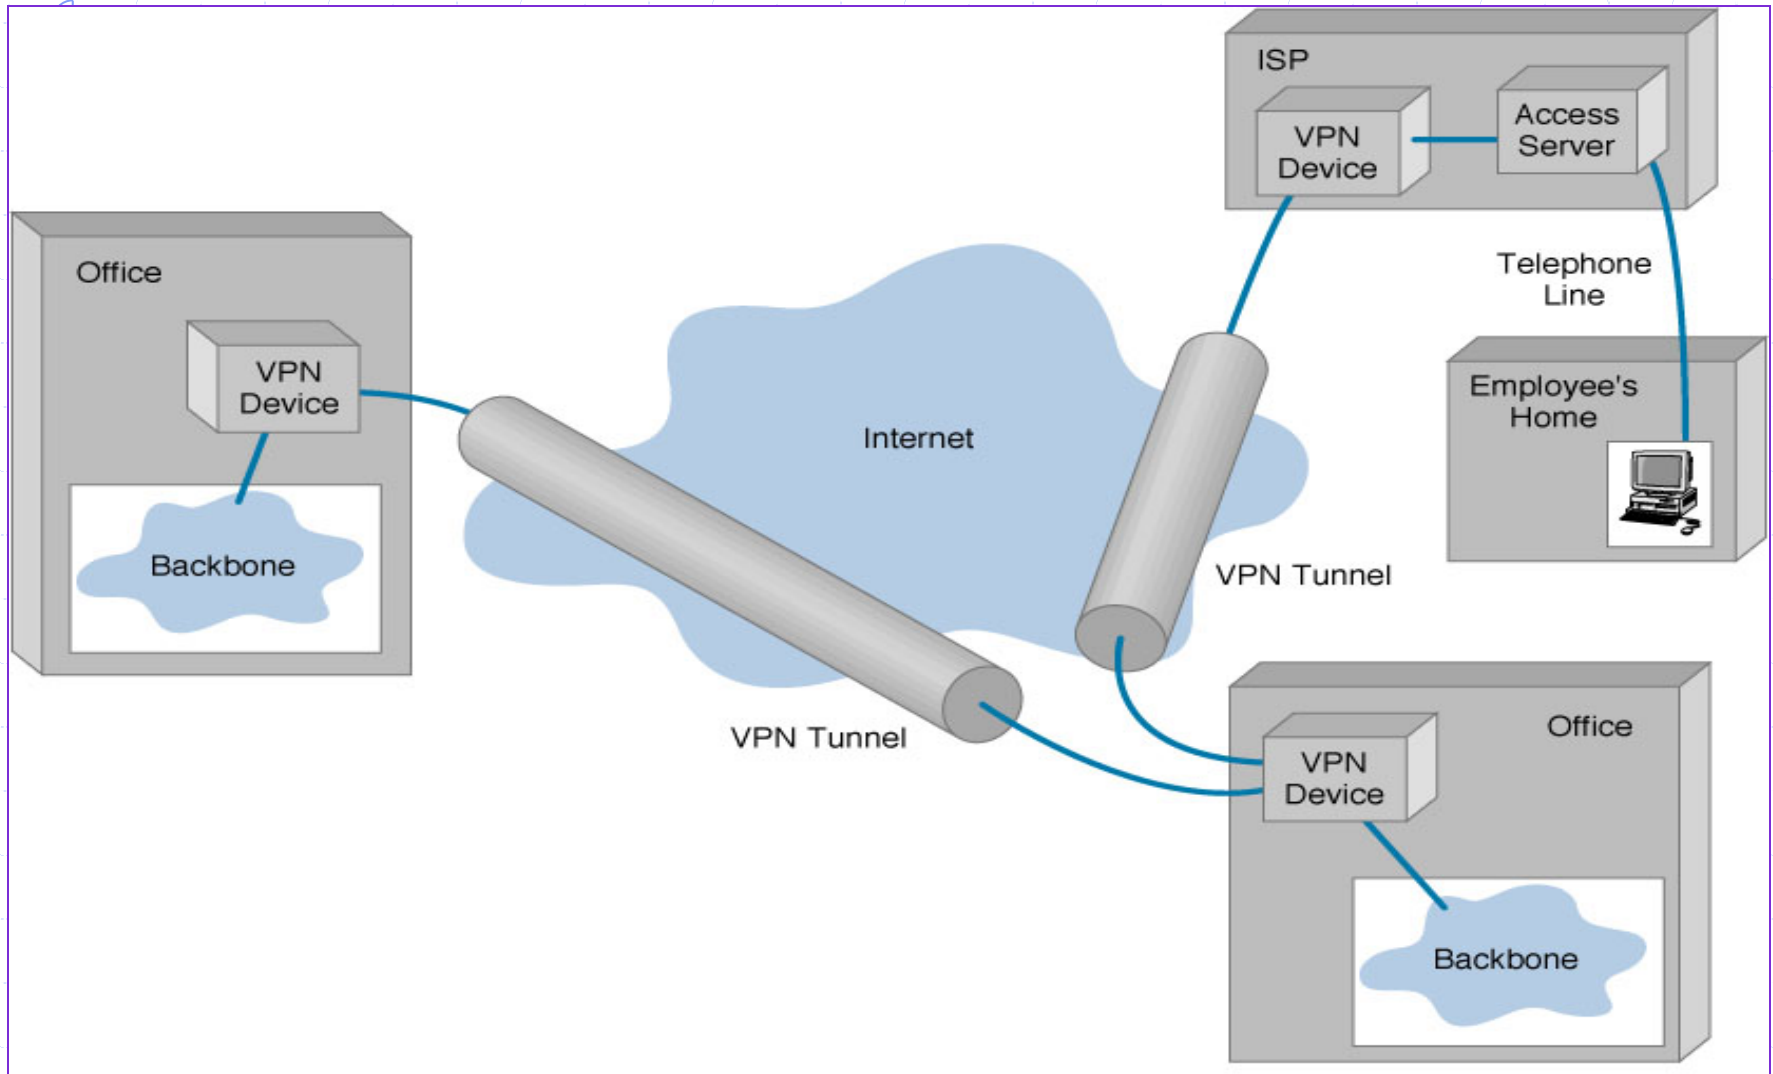 ISP
VPN
Device
Access
Server
Telephone
Line
Employee's
Home
Office
VPN
Device
Backbone
Internet
VPN Tunnel
VPN Tunnel
Office
VPN
Device
Backbone